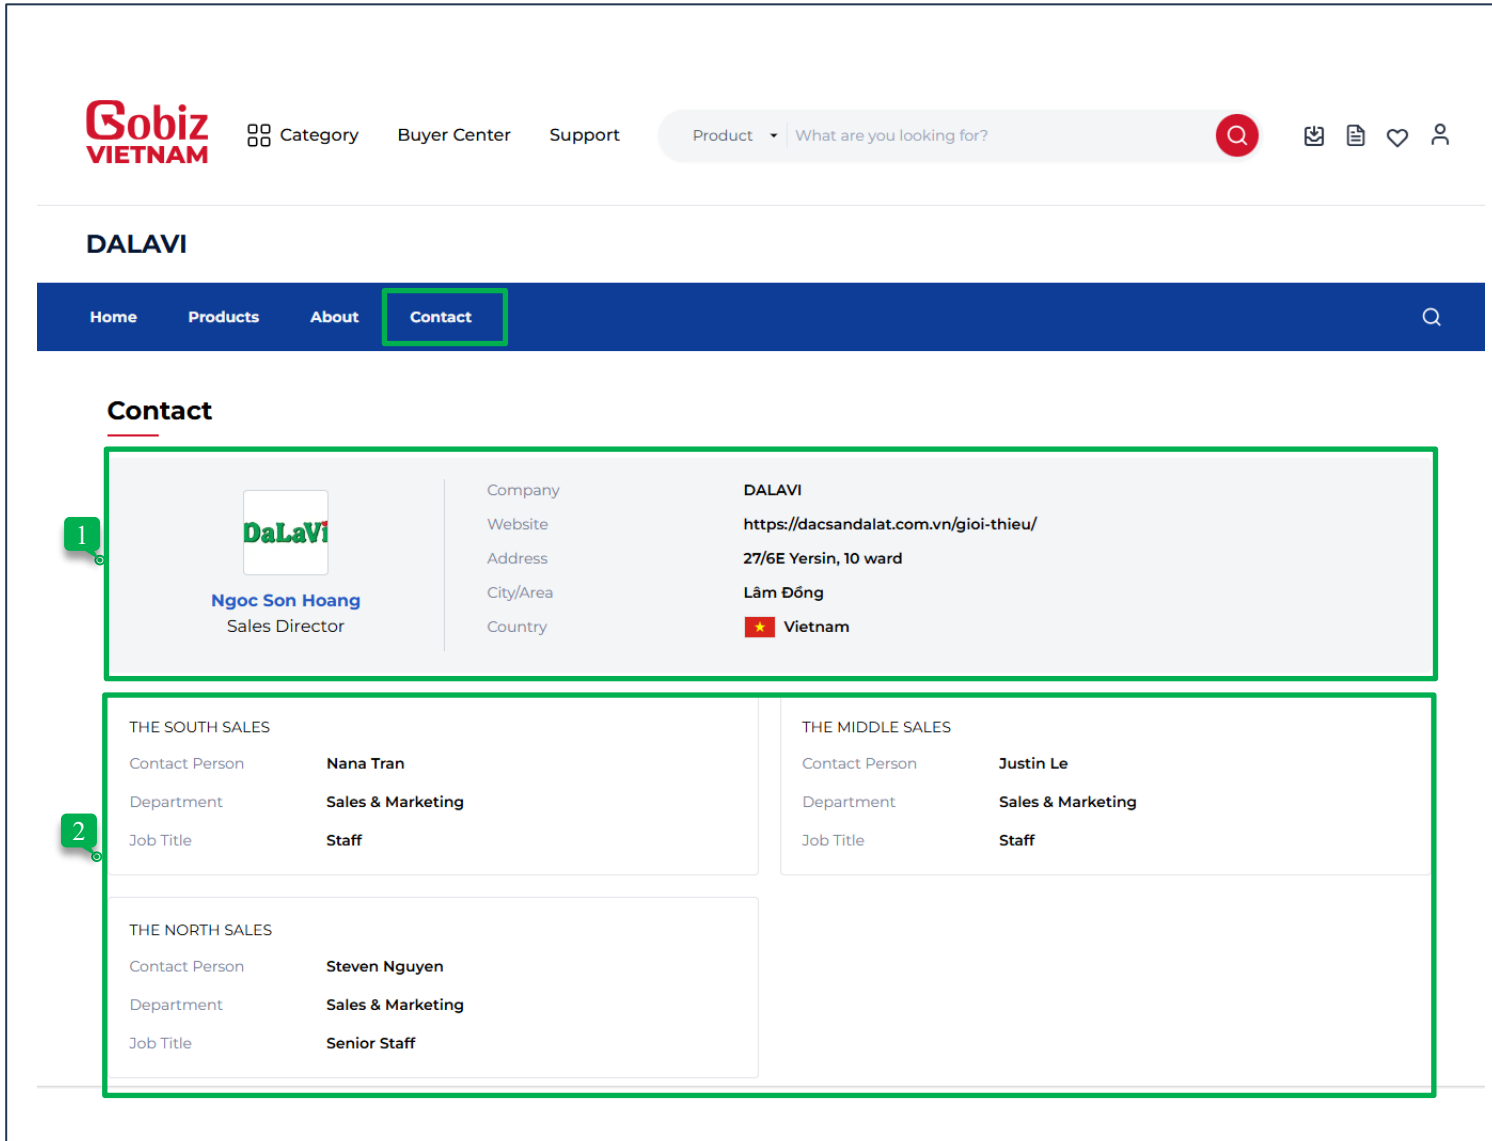 Gobiz
VIETNAM
Category Buyer Center Support Product What are you looking for?
DALAVI
Home Products About Contact
Contact
1
DaLaVi
Ngoc Son Hoang
Sales Director
Company DALAVI
Website https://dacsandalat.com.vn/gioi-thieu/
Address 27/6E Yersin, 10 ward
City/Area Lâm Đồng
Country Vietnam
2
THE SOUTH SALES
Contact Person Nana Tran
Department Sales & Marketing
Job Title Staff
THE MIDDLE SALES
Contact Person Justin Le
Department Sales & Marketing
Job Title Staff
THE NORTH SALES
Contact Person Steven Nguyen
Department Sales & Marketing
Job Title Senior Staff